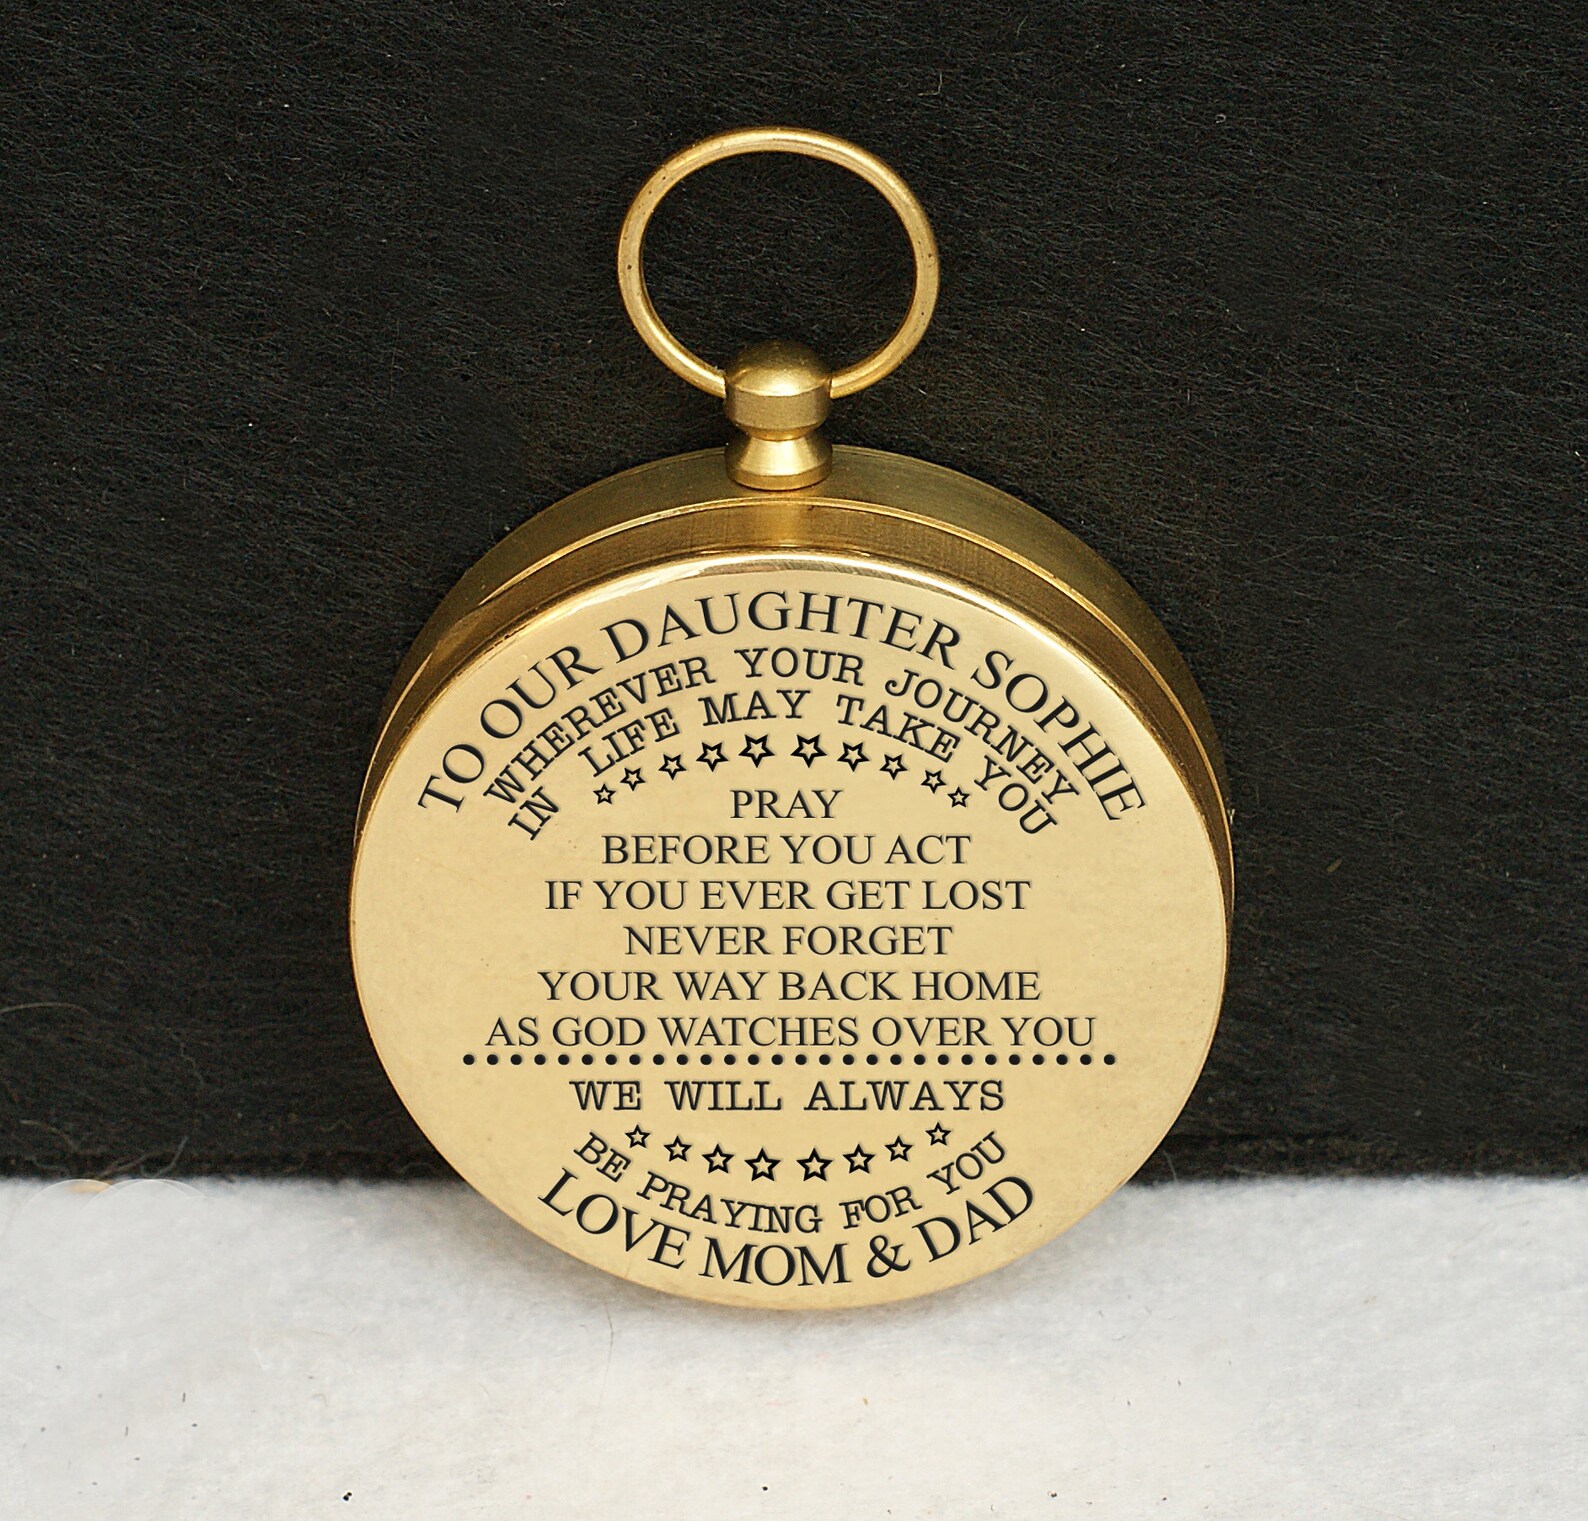 TO OUR DAUGHTER SOPHIE
WHEREVER YOUR JOURNEY
IN LIFE MAY TAKE YOU
PRAY
BEFORE YOU ACT
IF YOU EVER GET LOST
NEVER FORGET
YOUR WAY BACK HOME
AS GOD WATCHES OVER YOU
WE WILL ALWAYS
BE PRAYING FOR YOU
LOVE MOM & DAD